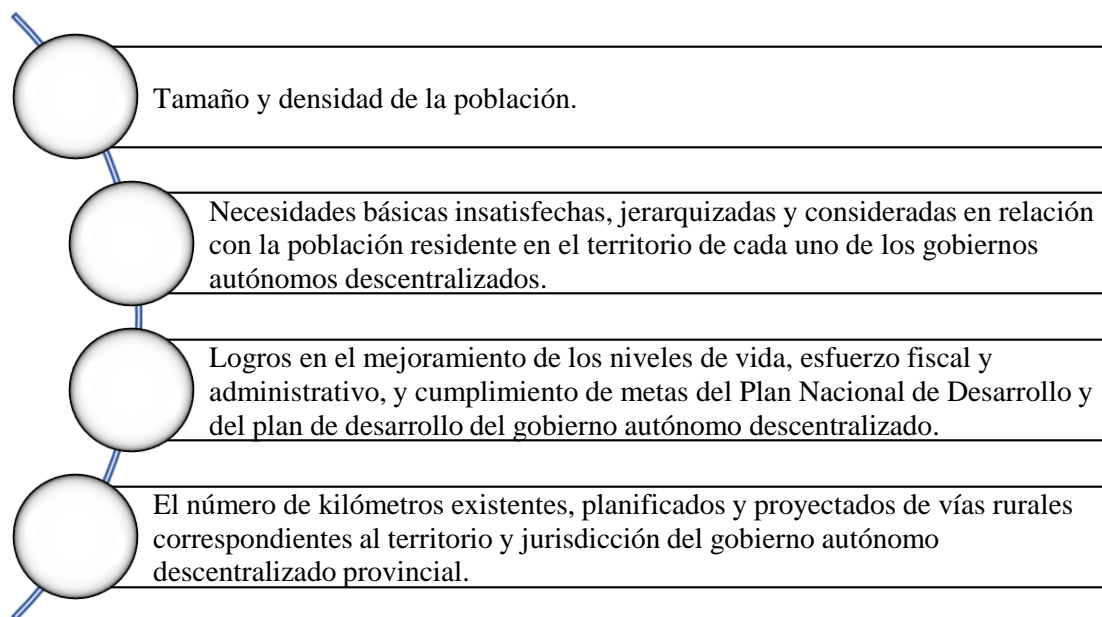 Tamaño y densidad de la población.
Necesidades básicas insatisfechas, jerarquizadas y consideradas en relación
con la población residente en el territorio de cada uno de los gobiernos
autónomos descentralizados.
Logros en el mejoramiento de los niveles de vida, esfuerzo fiscal y
administrativo, y cumplimiento de metas del Plan Nacional de Desarrollo y
del plan de desarrollo del gobierno autónomo descentralizado.
El número de kilómetros existentes, planificados y proyectados de vías rurales
correspondientes al territorio y jurisdicción del gobierno autónomo
descentralizado provincial.